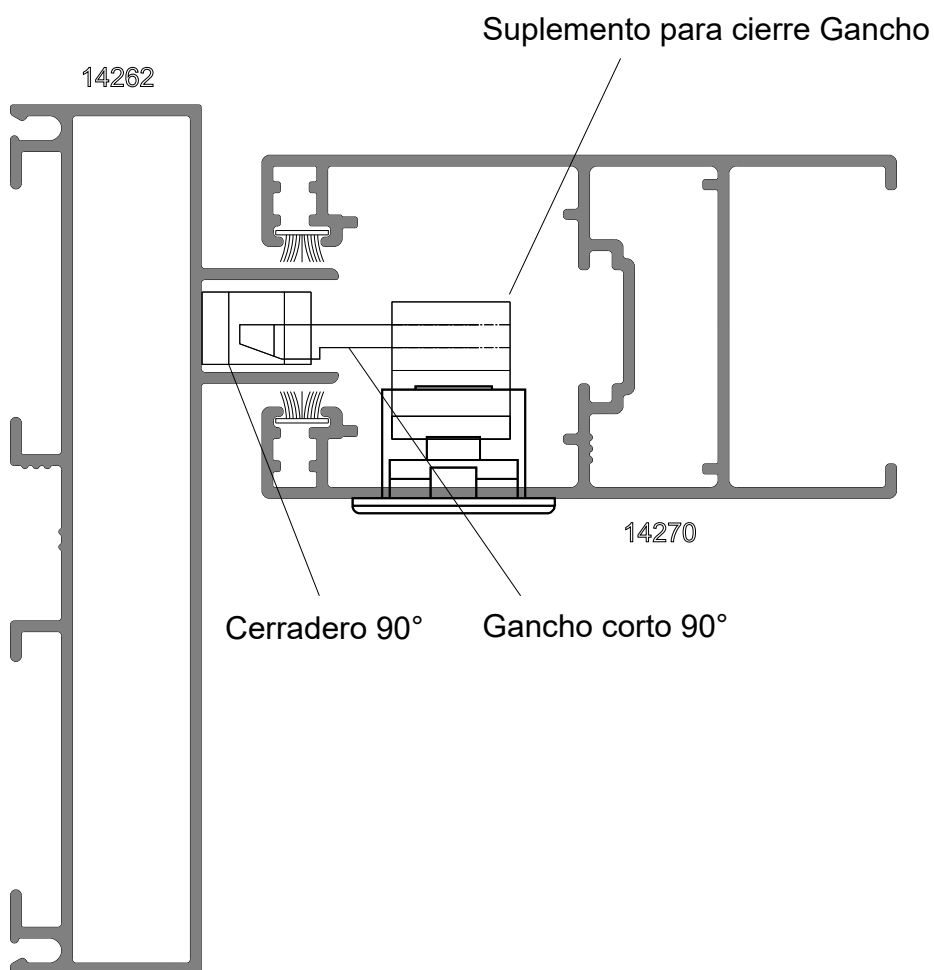 Suplemento para cierre Gancho
14262
14270
Cerradero 90°
Gancho corto 90°